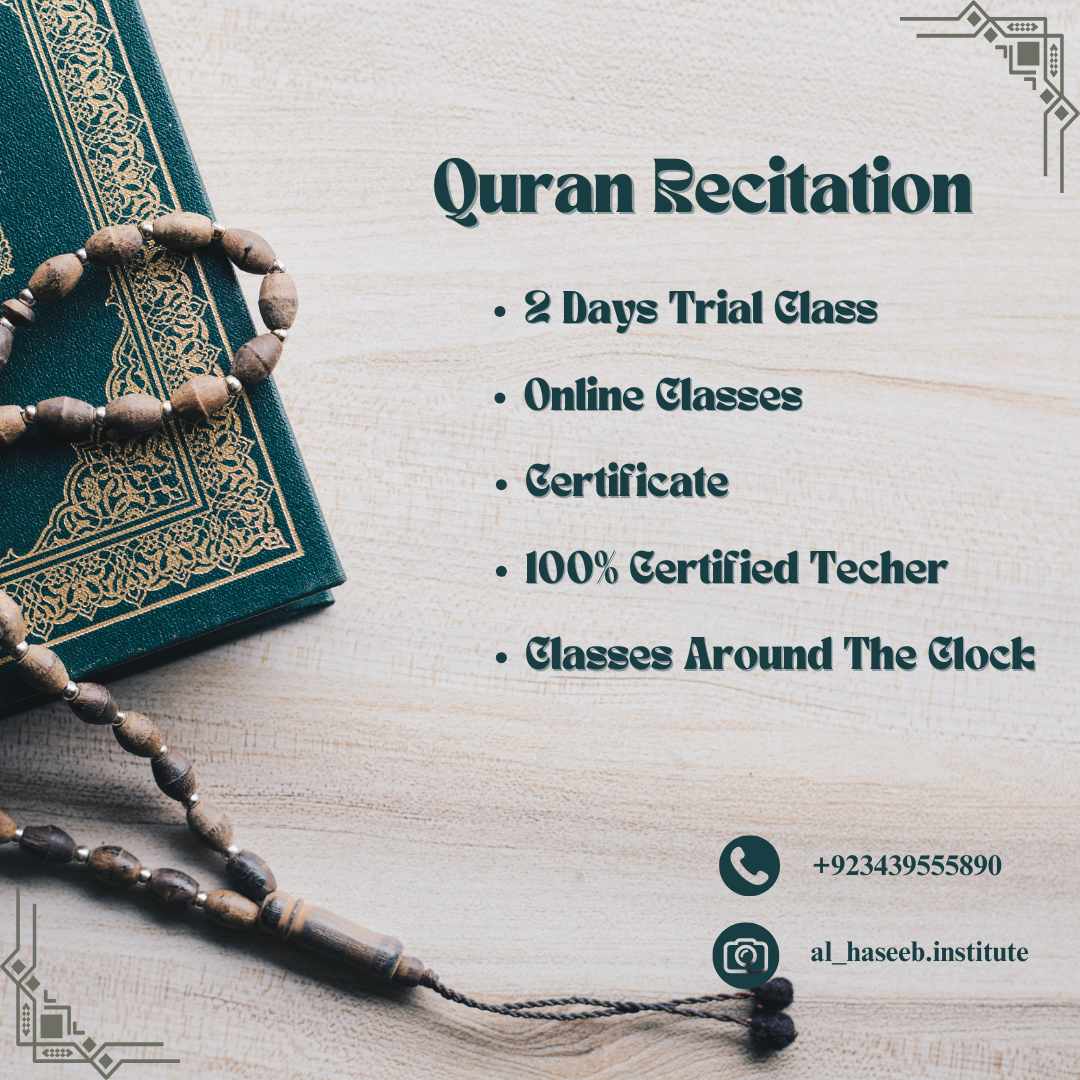 Quran Recitation
• 2 Days Trial Class
• Online Classes
• Certificate
• 100% Certified Techer
• Classes Around The Clock
+923439555890
al_haseeb.institute